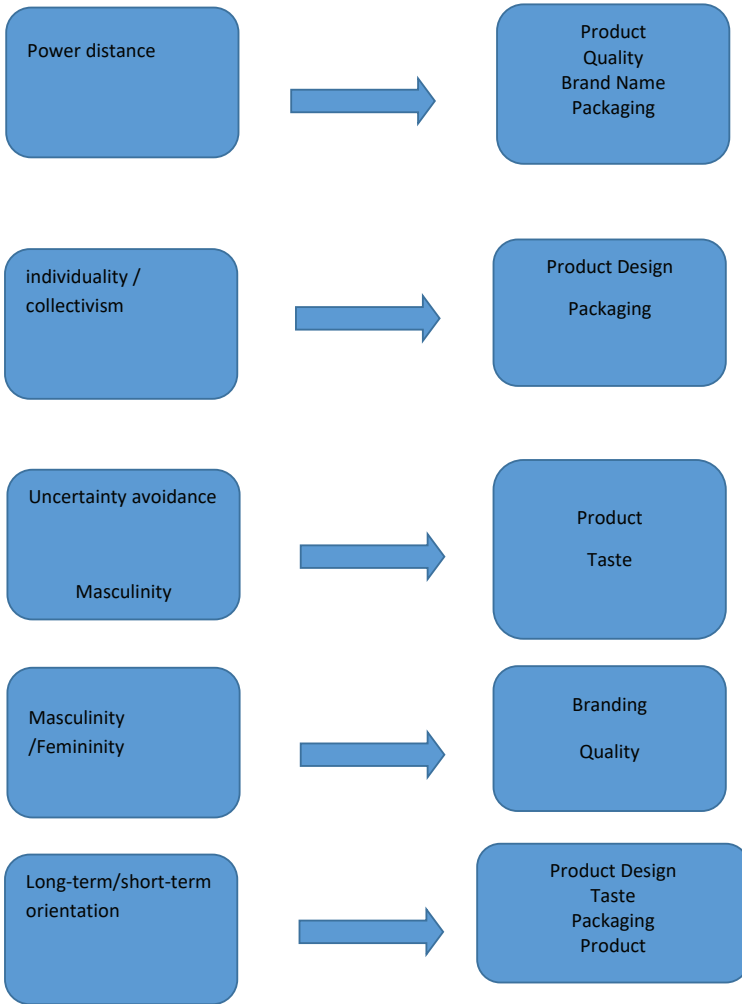 Power distance
Product
Quality
Brand Name
Packaging
individuality /
collectivism
Product Design
Packaging
Uncertainty avoidance
Masculinity
Product
Taste
Masculinity
/Femininity
Branding
Quality
Long-term/short-term
orientation
Product Design
Taste
Packaging
Product